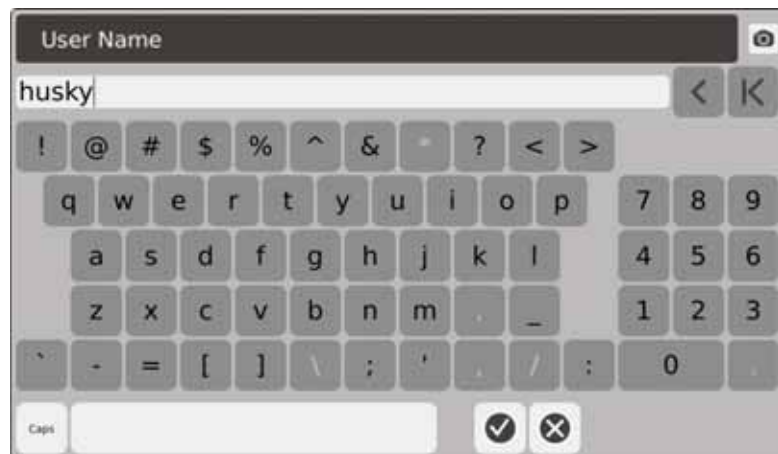 User Name
husky
! @ # $ % ^ & * ? < >
q w e r t y u i o p 7 8 9
a s d f g h j k l 4 5 6
z x c v b n m . _ 1 2 3
` - = [ ] \ ; ' , / : 0 .
Caps